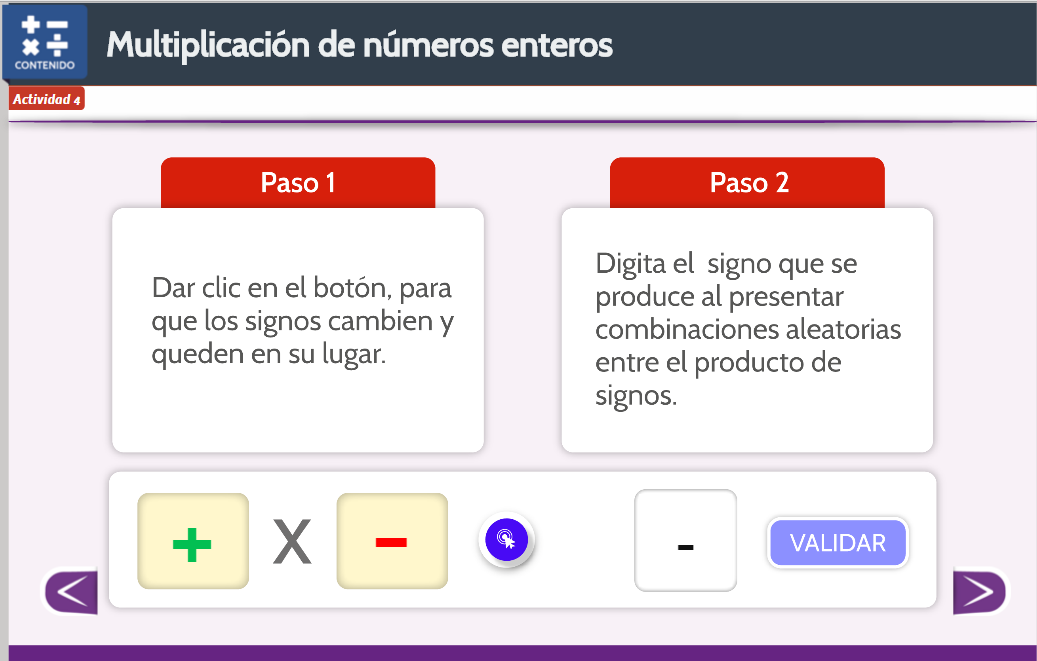 CONTENIDO
Multiplicación de números enteros
Actividad 4
Paso 1
Dar clic en el botón, para
que los signos cambien y
queden en su lugar.
Paso 2
Digita el  signo que se
produce al presentar
combinaciones aleatorias
entre el producto de
signos.
+ X - - VALIDAR
< >